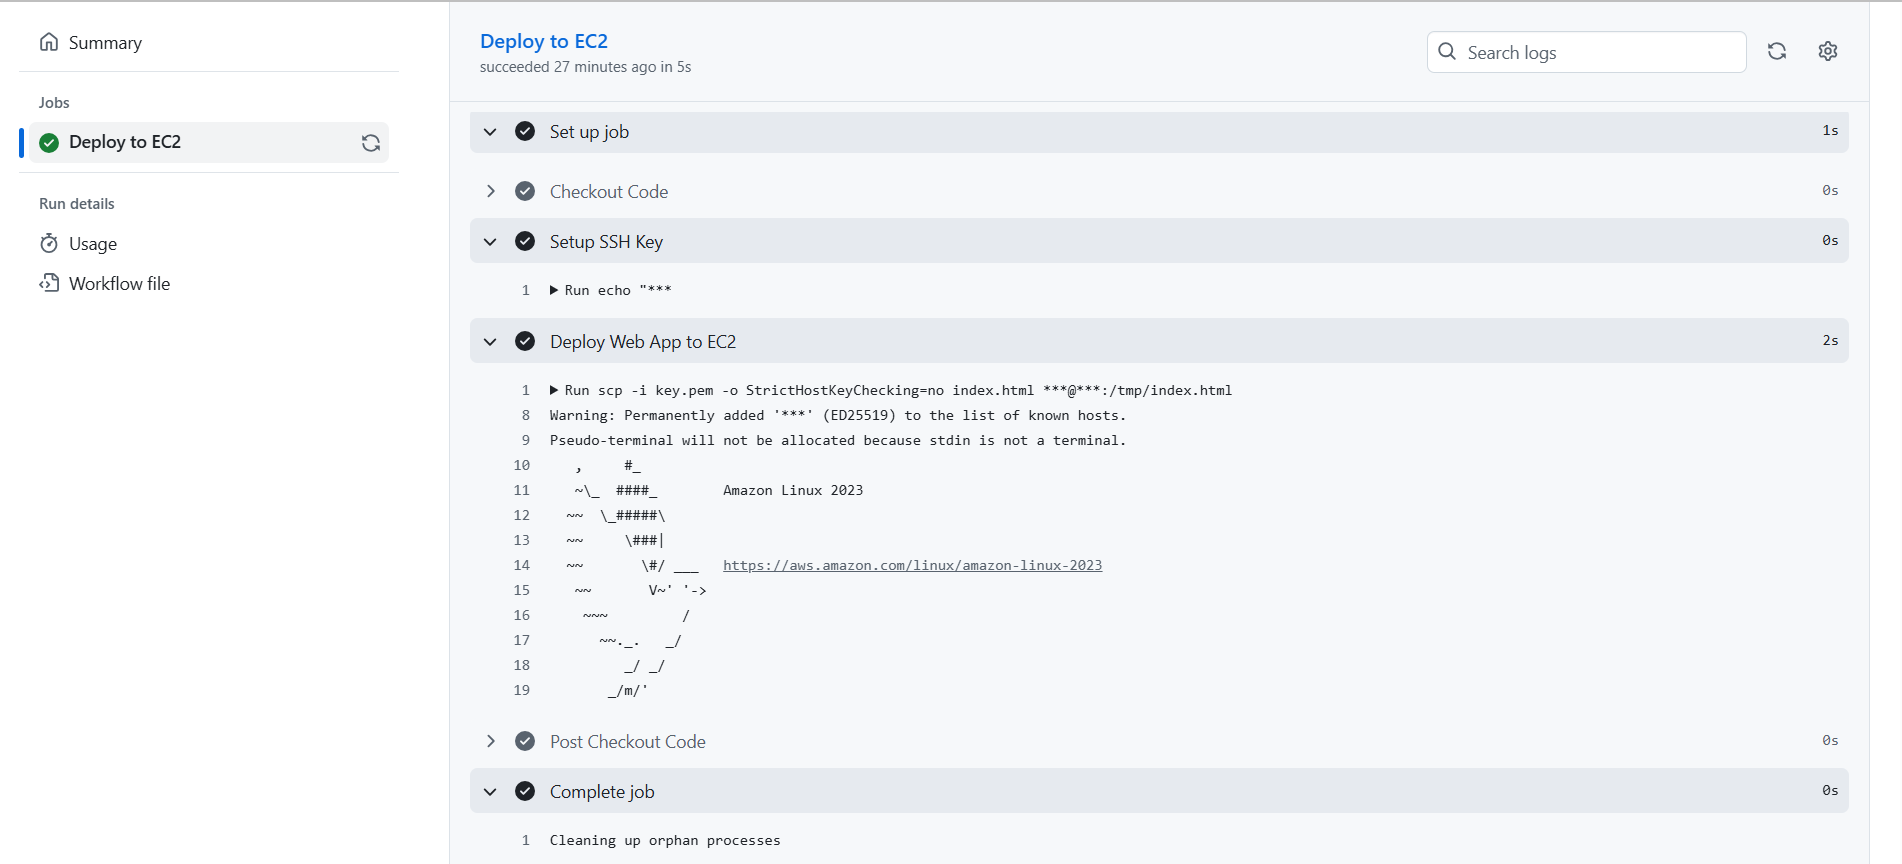 Summary
Jobs
Deploy to EC2
Run details
Usage
Workflow file
Deploy to EC2
succeeded 27 minutes ago in 5s
Search logs
Set up job 1s
Checkout Code 0s
Setup SSH Key 0s
1 Run echo "***
Deploy Web App to EC2 2s
1 Run scp -i key.pem -o StrictHostKeyChecking=no index.html ***@***:/tmp/index.html
8 Warning: Permanently added '***' (ED25519) to the list of known hosts.
9 Pseudo-terminal will not be allocated because stdin is not a terminal.
10    ,     #_
11    ~\_  ####_        Amazon Linux 2023
12   ~~  \_#####\
13   ~~     \###|
14   ~~       \#/ ___   https://aws.amazon.com/linux/amazon-linux-2023
15    ~~       V~' '->
16     ~~~         /
17       ~~._.   _/
18          _/ _/
19        _/m/'
Post Checkout Code 0s
Complete job 0s
1 Cleaning up orphan processes